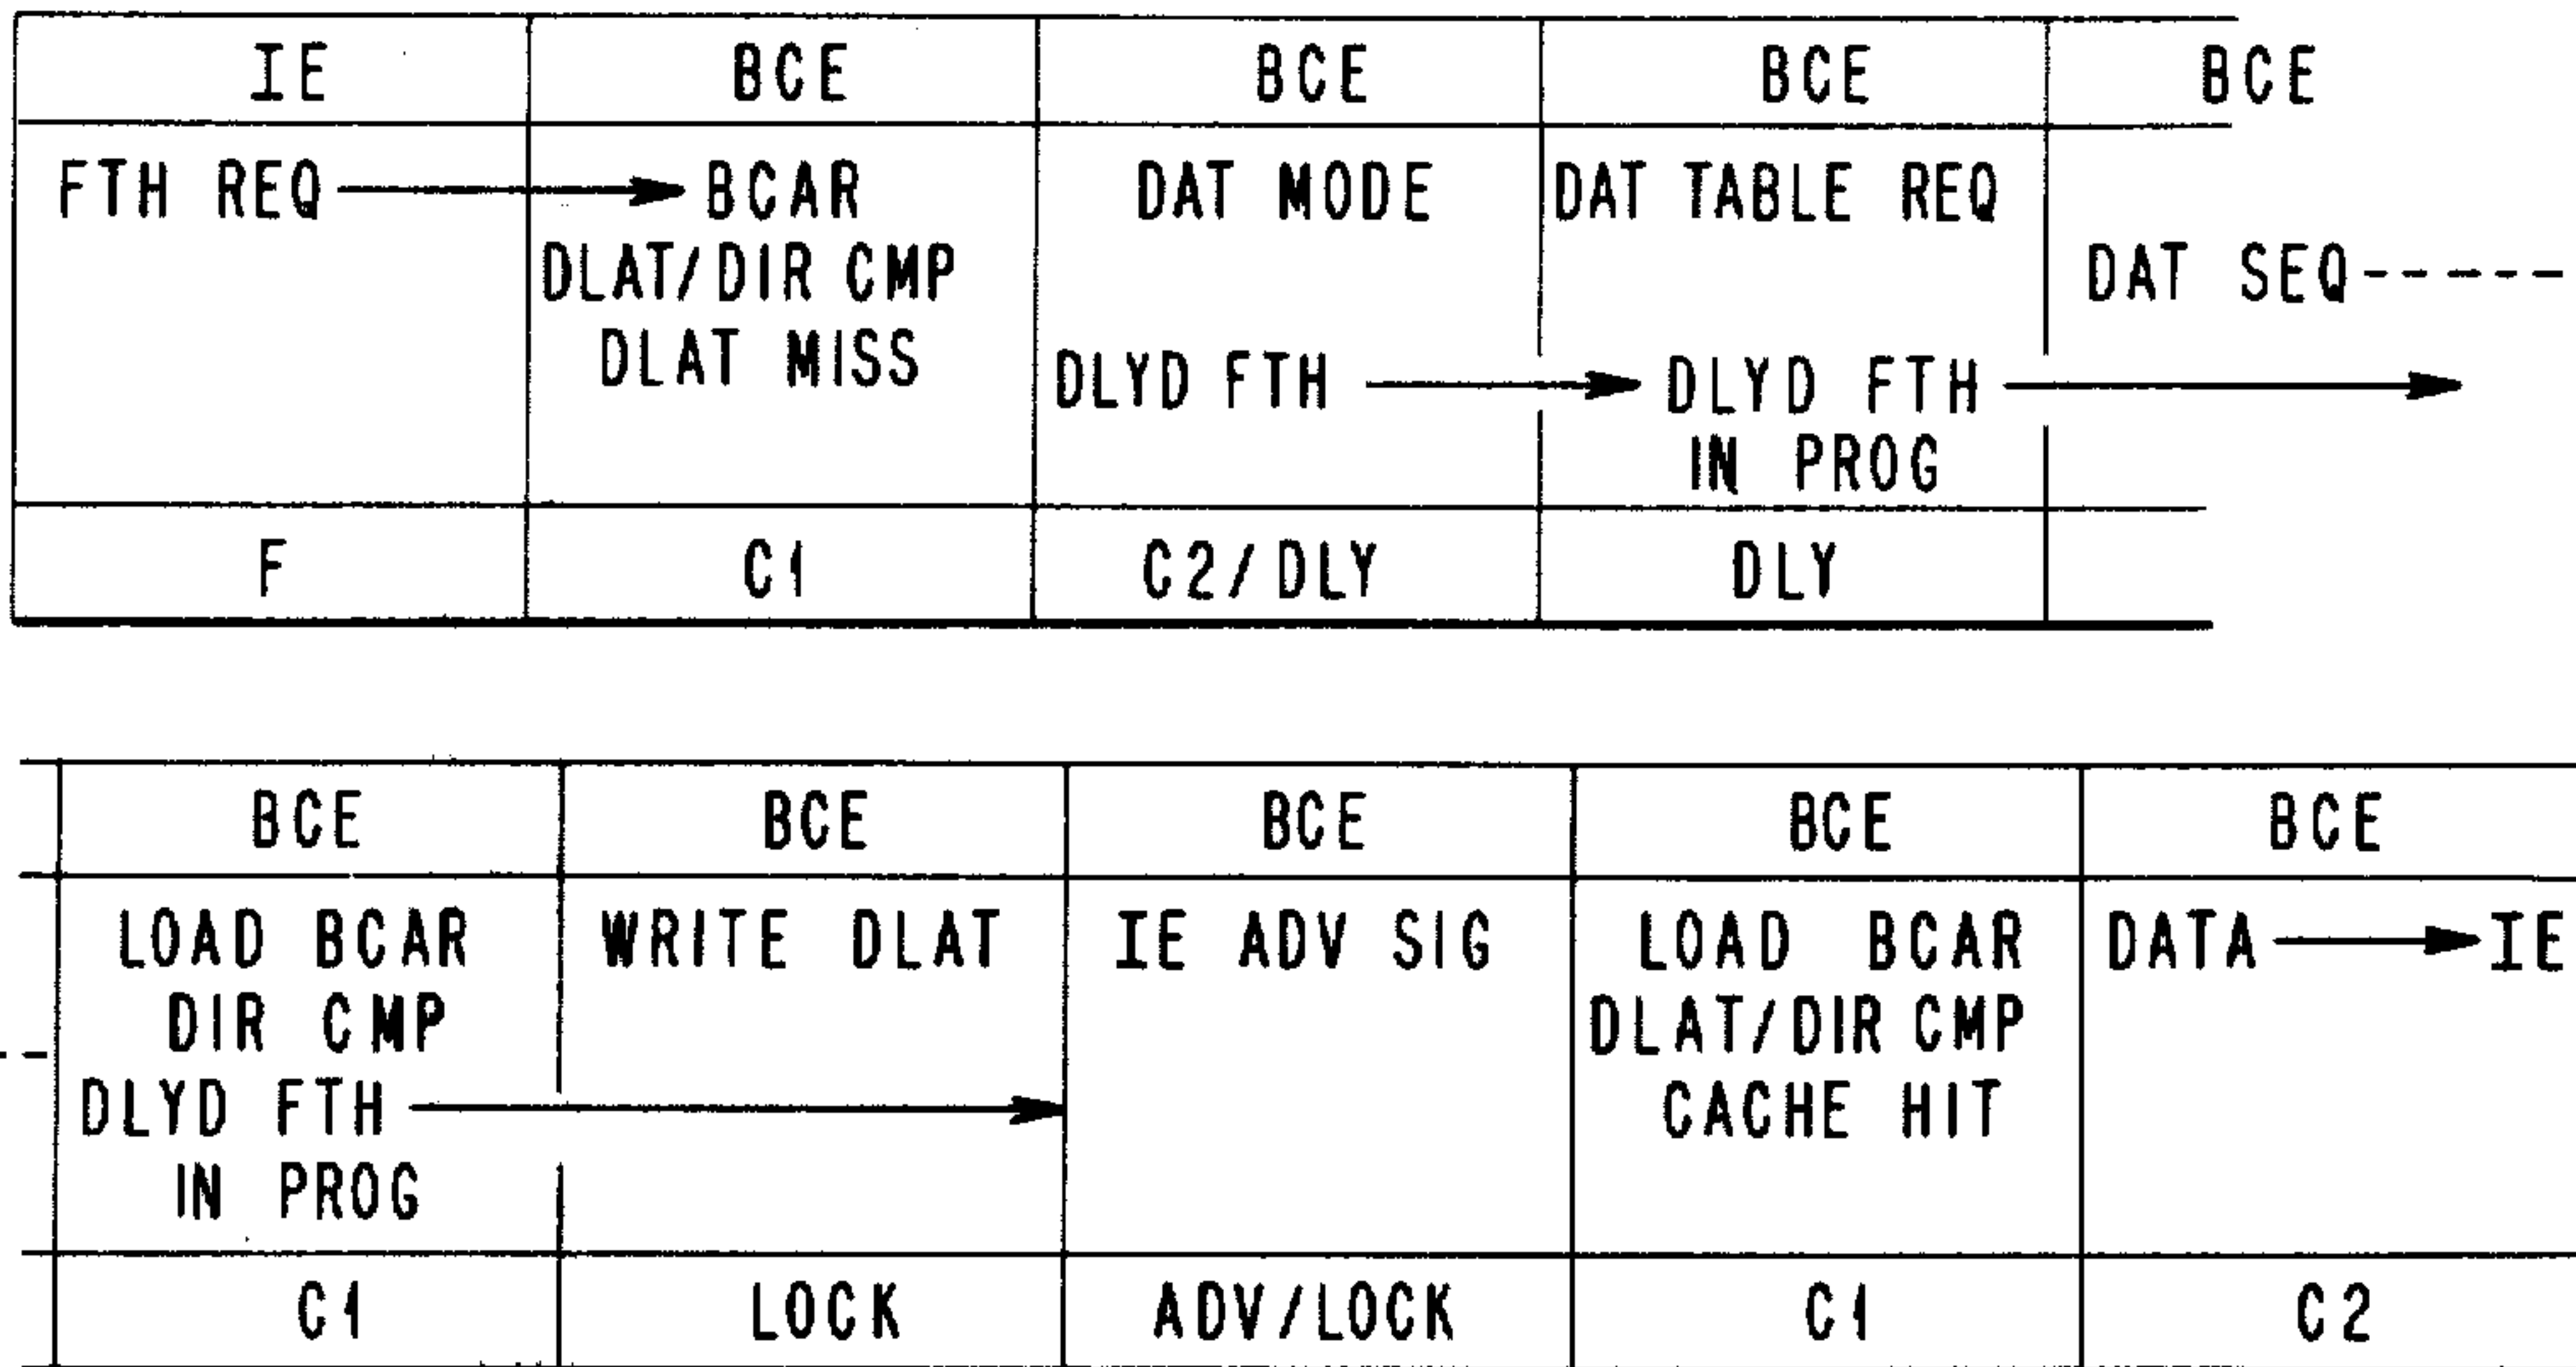 IE BCE BCE BCE BCE
FTH REQ BCAR DAT MODE DAT TABLE REQ
DLAT/DIR CMP DAT SEQ
DLAT MISS DLYD FTH DLYD FTH
IN PROG
F C1 C2/DLY DLY
BCE BCE BCE BCE BCE
LOAD BCAR WRITE DLAT IE ADV SIG LOAD BCAR DATA IE
DIR CMP DLAT/DIR CMP
DLYD FTH CACHE HIT
IN PROG
C1 LOCK ADV/LOCK C1 C2